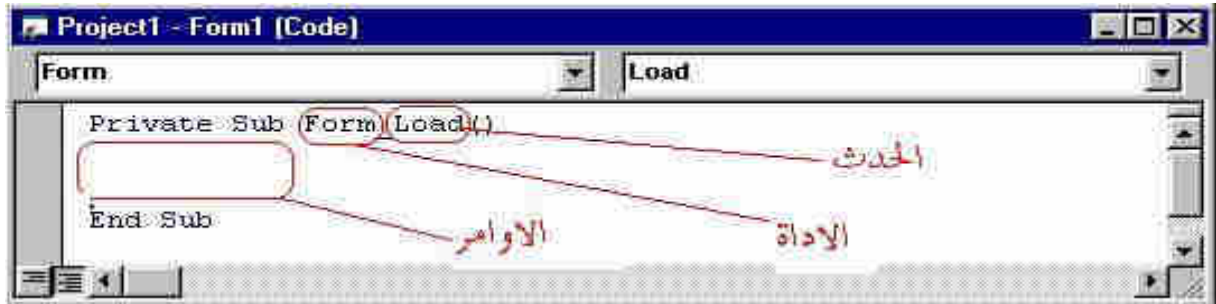 Project1 - Form1 (Code)
Form Load
Private Sub Form_Load()
الحدث
End Sub
الاوامر الاداة